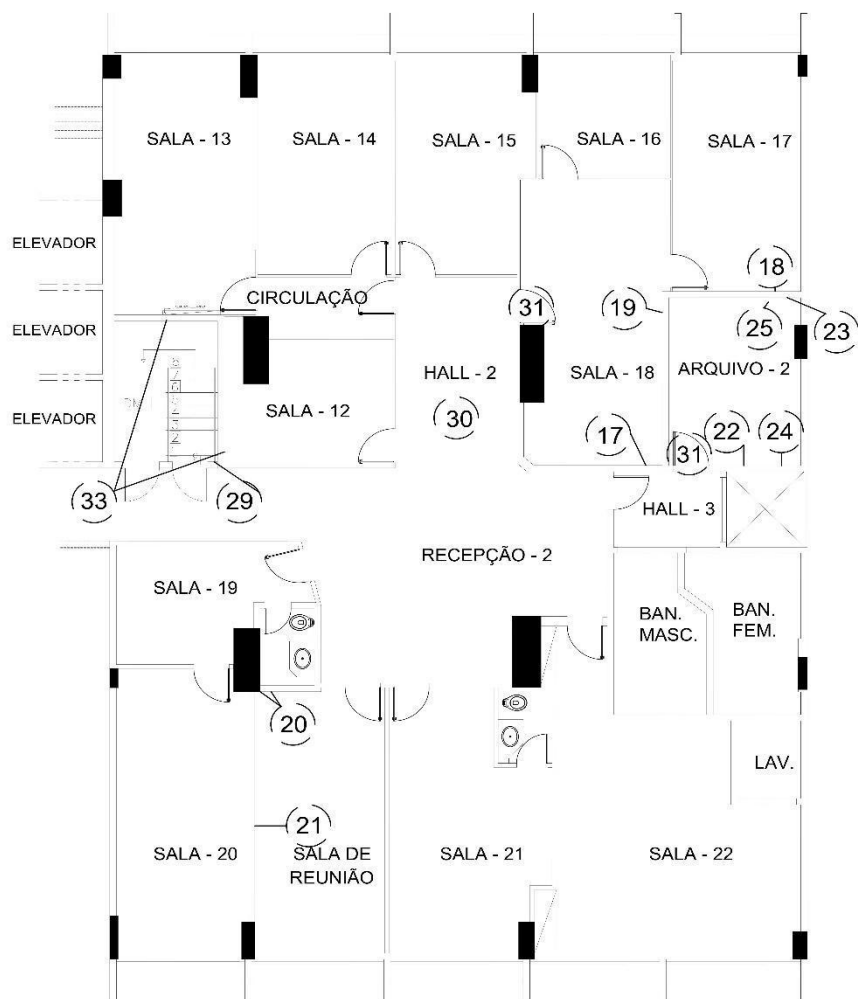 SALA - 13
SALA - 14
SALA - 15
SALA - 16
SALA - 17
ELEVADOR
18
CIRCULAÇÃO
31
19
25
23
ELEVADOR
HALL - 2
SALA - 18
ARQUIVO - 2
SALA - 12
ELEVADOR
30
17
31
22
24
33
29
HALL - 3
RECEPÇÃO - 2
SALA - 19
BAN.
MASC.
BAN.
FEM.
20
LAV.
21
SALA - 20
SALA DE
REUNIÃO
SALA - 21
SALA - 22